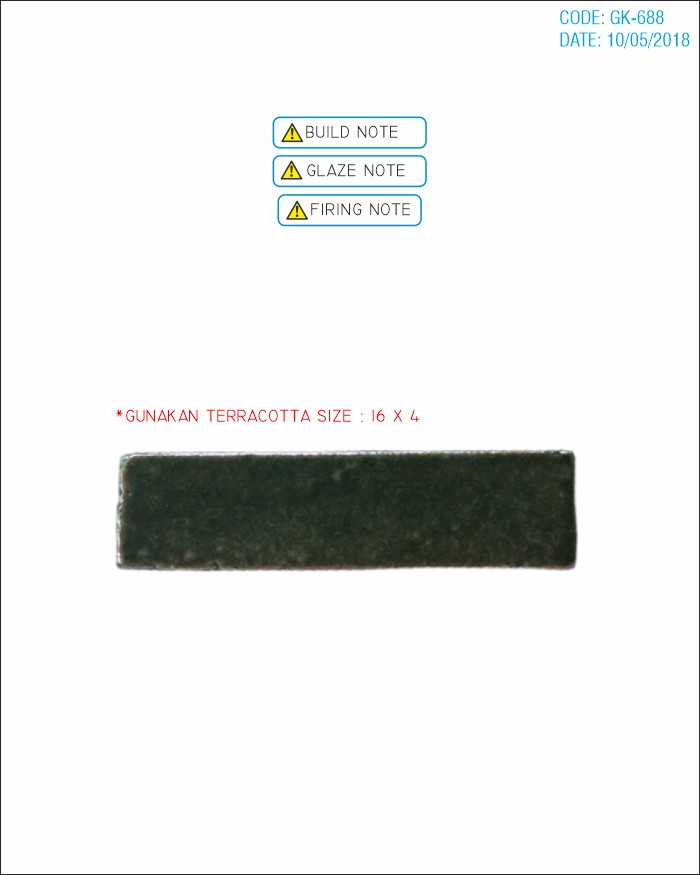 CODE: GK-688
DATE: 10/05/2018
BUILD NOTE
GLAZE NOTE
FIRING NOTE
*GUNAKAN TERRACOTTA SIZE : 16 X 4